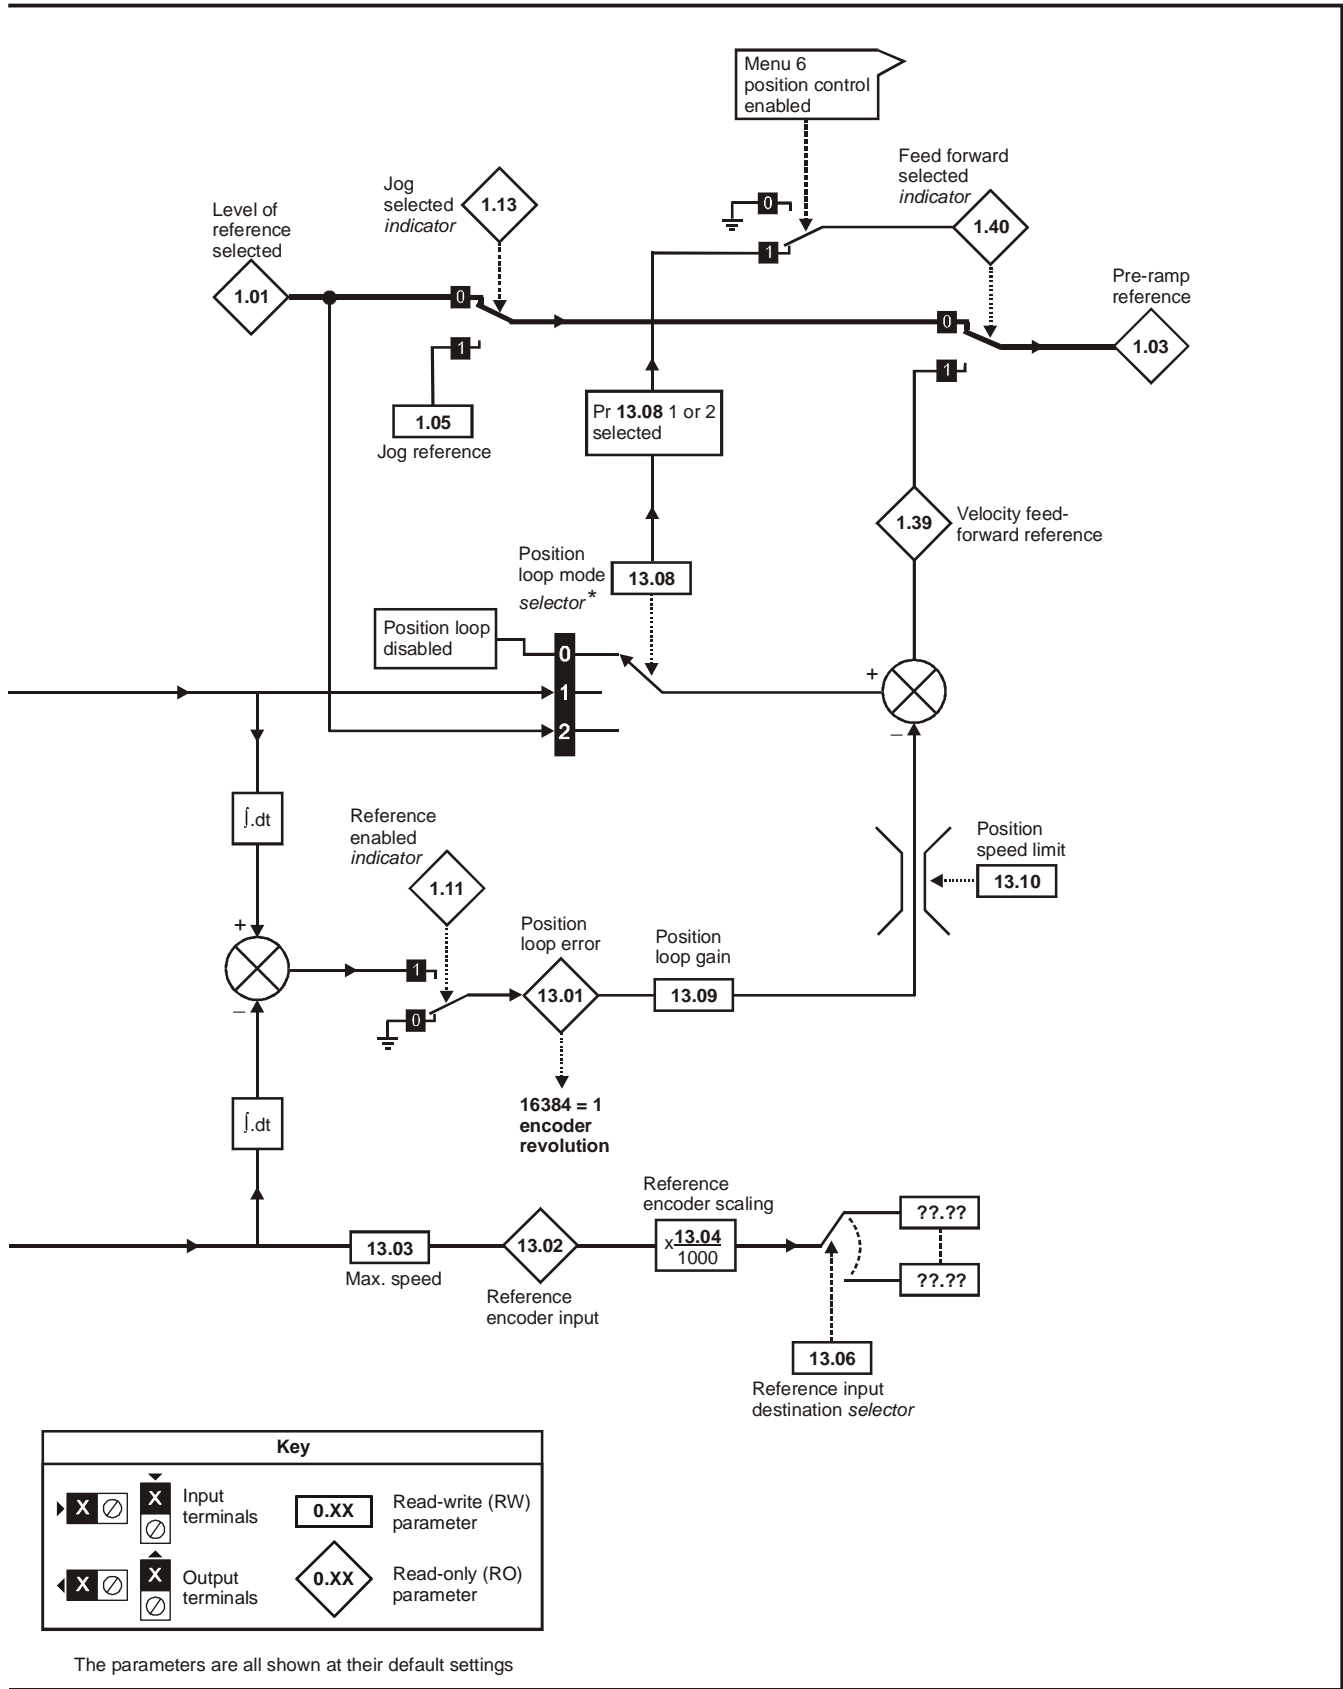 Menu 6
position control
enabled
Feed forward
selected
indicator
Jog
selected
indicator
1.13
0
1.40
Level of
reference
selected
1
Pre-ramp
reference
1.01
0
0
1.03
1
1
Pr 13.08 1 or 2
selected
1.05
Jog reference
1.39
Velocity feed-
forward reference
Position
loop mode
selector*
13.08
Position loop
disabled
0
1
2
+
–
∫.dt
Reference
enabled
indicator
1.11
Position
speed limit
13.10
+
–
Position
loop error
Position
loop gain
1
0
13.01
13.09
16384 = 1
encoder
revolution
∫.dt
Reference
encoder scaling
13.03
Max. speed
13.02
Reference
encoder input
x13.04
1000
??.??
??.??
13.06
Reference input
destination selector
Key
X
X
Input
terminals
0.XX
Read-write (RW)
parameter
X
X
Output
terminals
0.XX
Read-only (RO)
parameter
The parameters are all shown at their default settings